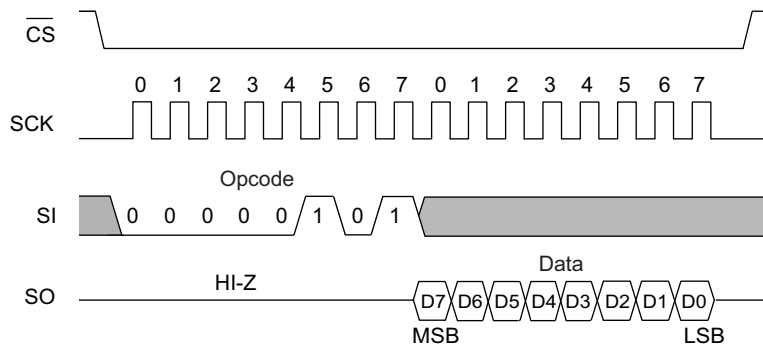 CS
0 1 2 3 4 5 6 7 0 1 2 3 4 5 6 7
SCK
Opcode
SI 0 0 0 0 0 1 0 1
Data
HI-Z
SO D7 D6 D5 D4 D3 D2 D1 D0
MSB LSB